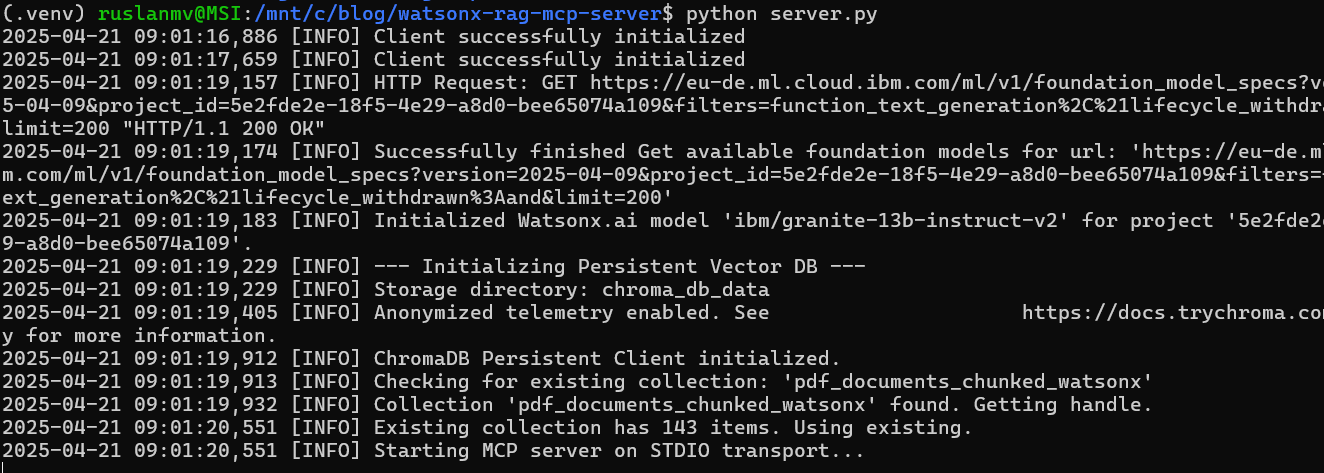 (.venv) ruslanmv@MSI:/mnt/c/blog/watsonx-rag-mcp-server$ python server.py
2025-04-21 09:01:16,886 [INFO] Client successfully initialized
2025-04-21 09:01:17,659 [INFO] Client successfully initialized
2025-04-21 09:01:19,157 [INFO] HTTP Request: GET https://eu-de.ml.cloud.ibm.com/ml/v1/foundation_model_specs?ve
5-04-09&project_id=5e2fde2e-18f5-4e29-a8d0-bee65074a109&filters=function_text_generation%2C%21lifecycle_withdra
limit=200 "HTTP/1.1 200 OK"
2025-04-21 09:01:19,174 [INFO] Successfully finished Get available foundation models for url: 'https://eu-de.ml
m.com/ml/v1/foundation_model_specs?version=2025-04-09&project_id=5e2fde2e-18f5-4e29-a8d0-bee65074a109&filters=
ext_generation%2C%21lifecycle_withdrawn%3Aand&limit=200'
2025-04-21 09:01:19,183 [INFO] Initialized Watsonx.ai model 'ibm/granite-13b-instruct-v2' for project '5e2fde2e
9-a8d0-bee65074a109'.
2025-04-21 09:01:19,229 [INFO] --- Initializing Persistent Vector DB ---
2025-04-21 09:01:19,229 [INFO] Storage directory: chroma_db_data
2025-04-21 09:01:19,405 [INFO] Anonymized telemetry enabled. See                     https://docs.trychroma.com
y for more information.
2025-04-21 09:01:19,912 [INFO] ChromaDB Persistent Client initialized.
2025-04-21 09:01:19,913 [INFO] Checking for existing collection: 'pdf_documents_chunked_watsonx'
2025-04-21 09:01:19,932 [INFO] Collection 'pdf_documents_chunked_watsonx' found. Getting handle.
2025-04-21 09:01:20,551 [INFO] Existing collection has 143 items. Using existing.
2025-04-21 09:01:20,551 [INFO] Starting MCP server on STDIO transport...